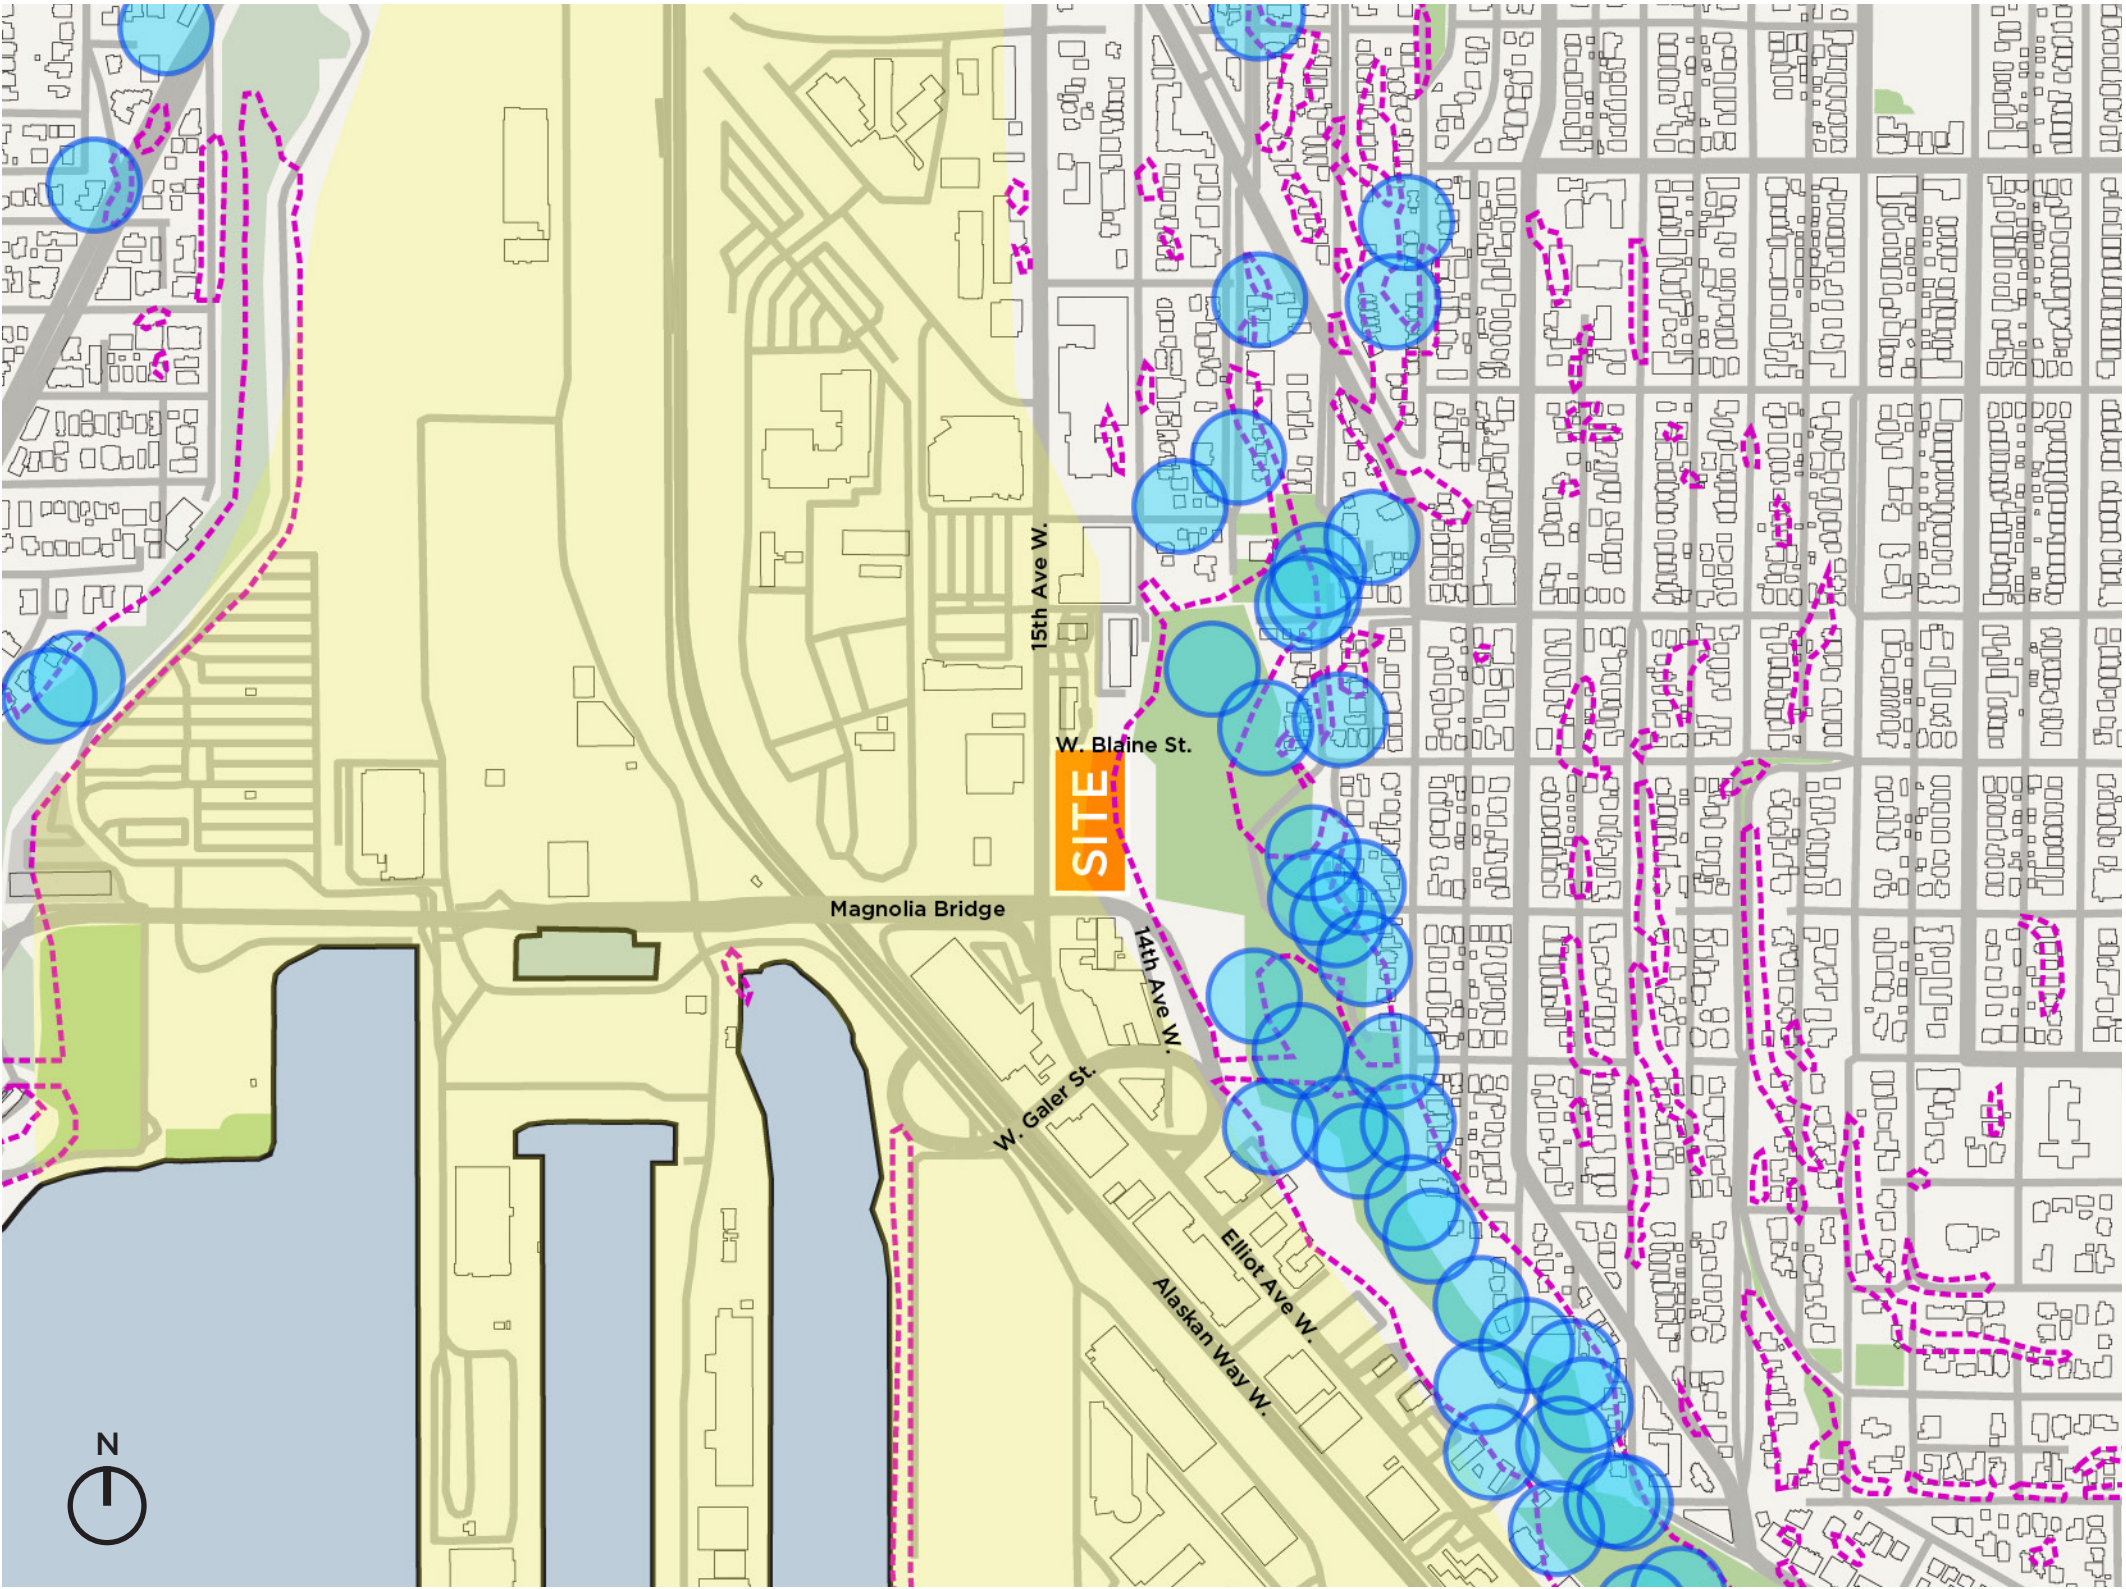 15th Ave W.
W. Blaine St.
SITE
Magnolia Bridge
14th Ave W.
W. Galer St.
Elliot Ave W.
Alaskan Way W.
N